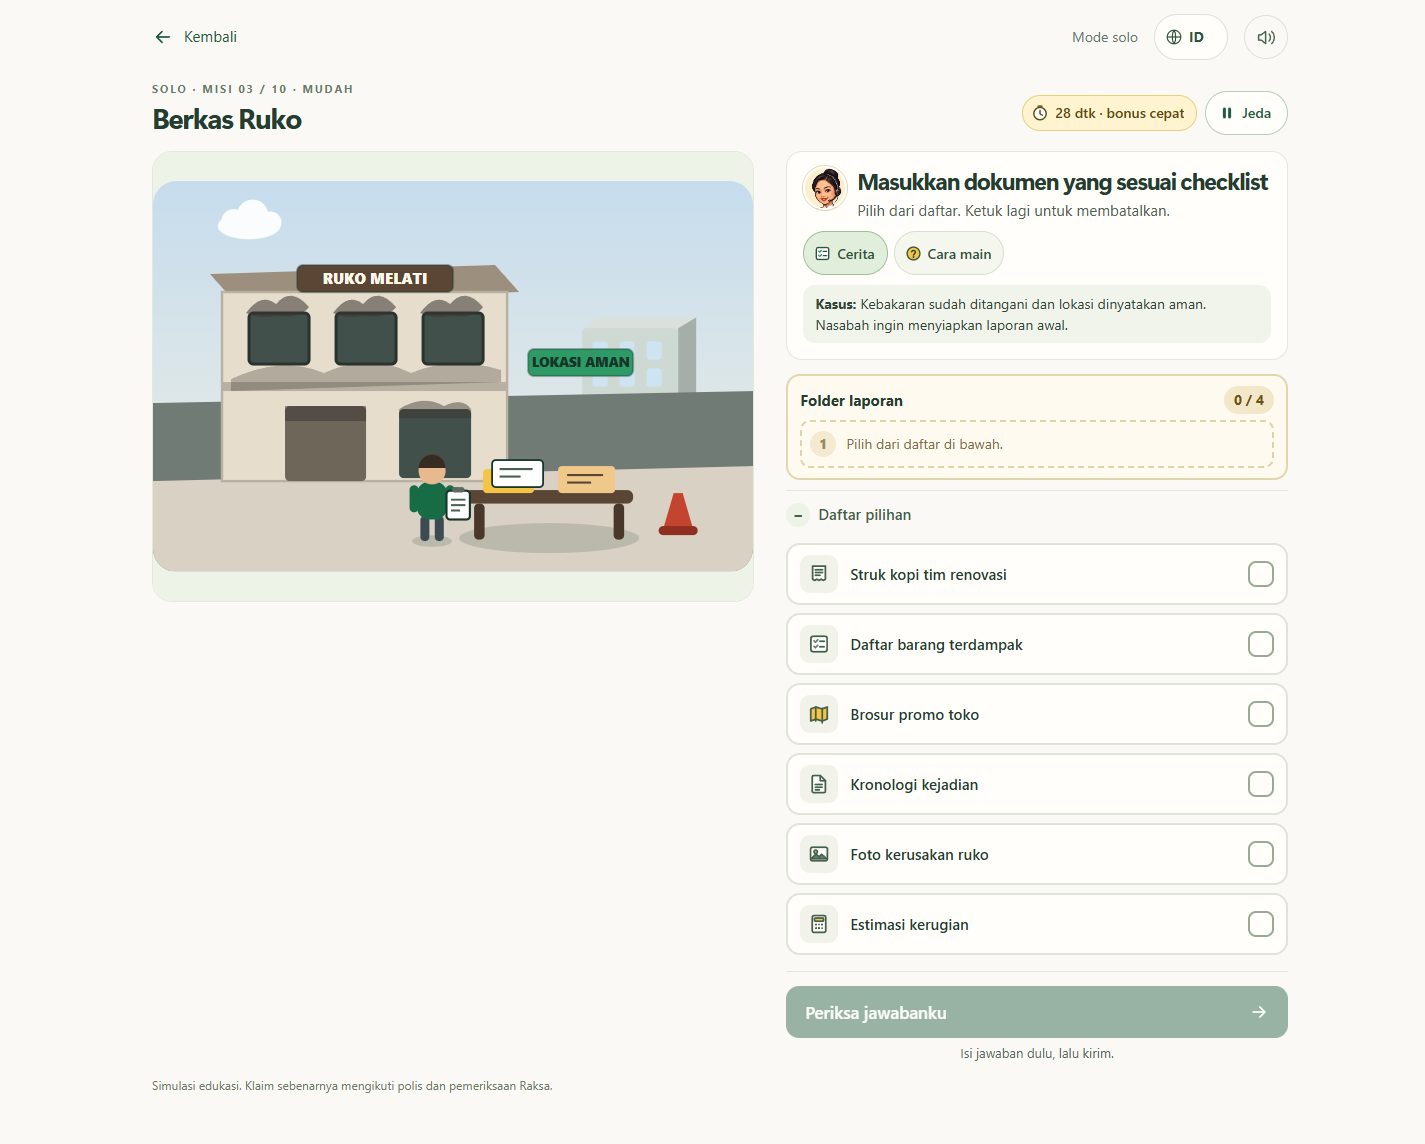 Kembali
Mode solo
ID
SOLO · MISI 03 / 10 · MUDAH
Berkas Ruko
28 dtk · bonus cepat
Jeda
RUKO MELATI
LOKASI AMAN
Masukkan dokumen yang sesuai checklist
Pilih dari daftar. Ketuk lagi untuk membatalkan.
Cerita
? Cara main
Kasus: Kebakaran sudah ditangani dan lokasi dinyatakan aman.
Nasabah ingin menyiapkan laporan awal.
Folder laporan
0 / 4
1 Pilih dari daftar di bawah.
Daftar pilihan
Struk kopi tim renovasi
Daftar barang terdampak
Brosur promo toko
Kronologi kejadian
Foto kerusakan ruko
Estimasi kerugian
Periksa jawabanku
Isi jawaban dulu, lalu kirim.
Simulasi edukasi. Klaim sebenarnya mengikuti polis dan pemeriksaan Raksa.